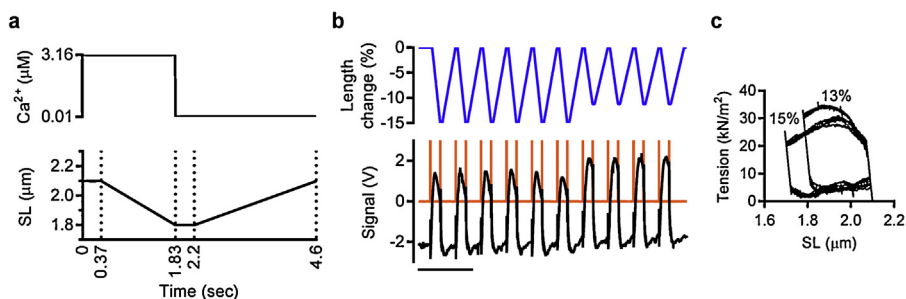 a
Ca²⁺ (μM)
3.16
0.01
SL (μm)
2.2
2.0
1.8
0
0.37
1.83
2.2
4.6
Time (sec)
b
Length change (%)
0
-5
-10
-15
Signal (V)
2
0
-2
c
Tension (kN/m²)
40
30
20
10
0
15%
13%
1.6
1.8
2.0
2.2
SL (μm)